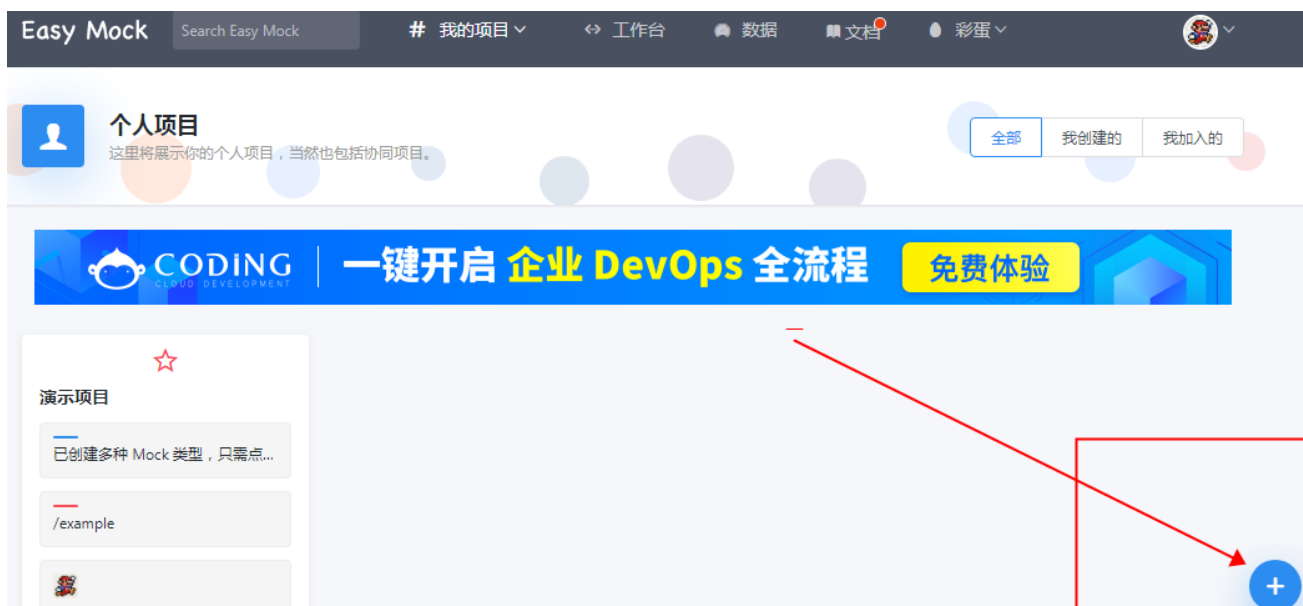 Easy Mock Search Easy Mock # 我的项目 工作台 数据 文档 彩蛋
个人项目
这里将展示你的个人项目，当然也包括协同项目。
全部 我创建的 我加入的
CODING 一键开启 企业 DevOps 全流程 免费体验
CLOUD DEVELOPMENT
演示项目
已创建多种 Mock 类型，只需点...
/example
+